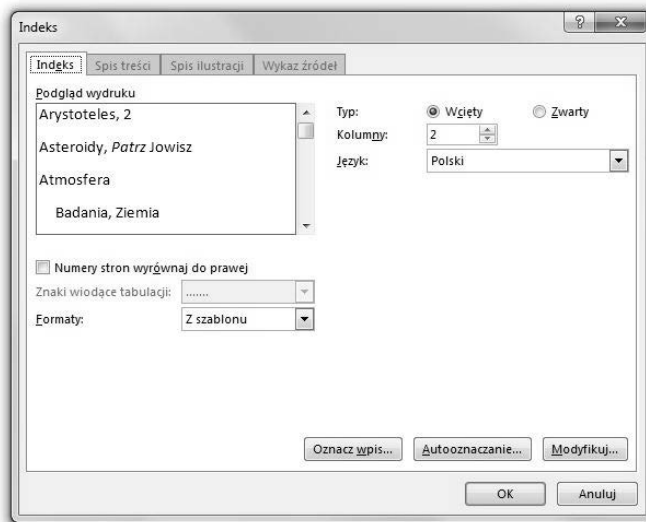 Indeks
Indeks Spis treści Spis ilustracji Wykaz źródeł
Podgląd wydruku
Arystoteles, 2
Asteroidy, Patrz Jowisz
Atmosfera
Badania, Ziemia
Typ: Wcięty Zwarty
Kolumny: 2
Język: Polski
Numery stron wyrównaj do prawej
Znaki wiodące tabulacji: .......
Formaty: Z szablonu
Oznacz wpis... Autooznaczanie... Modyfikuj...
OK Anuluj